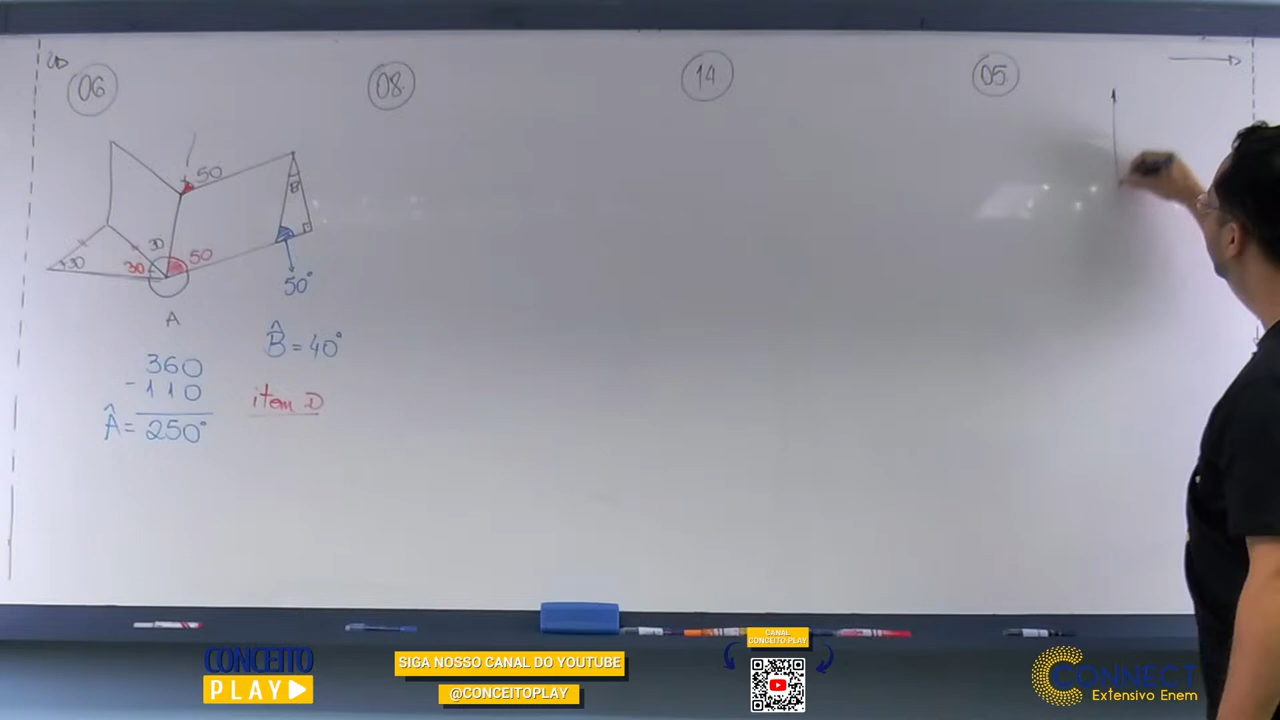 06
08
14
05
50
B
30
30
30
50
50°
A
B̂ = 40°
360
- 110
Â = 250°
item D
CONCEITO
PLAY
SIGA NOSSO CANAL DO YOUTUBE
@CONCEITOPLAY
CANAL
CONCEITO PLAY
CONNECT
Extensivo Enem